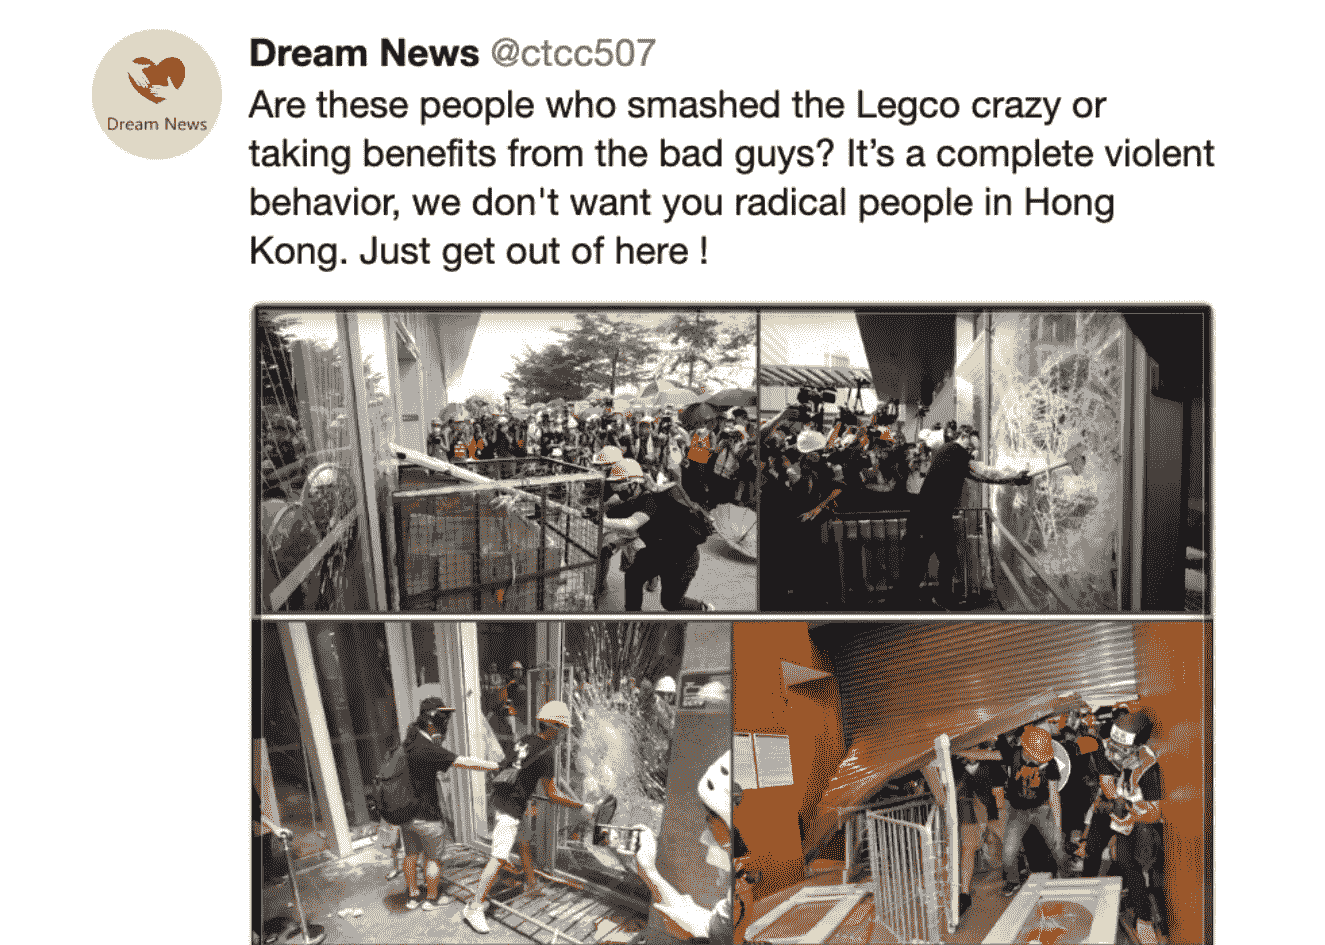 Dream News @ctcc507
Dream News
Are these people who smashed the Legco crazy or
taking benefits from the bad guys? It’s a complete violent
behavior, we don't want you radical people in Hong
Kong. Just get out of here !